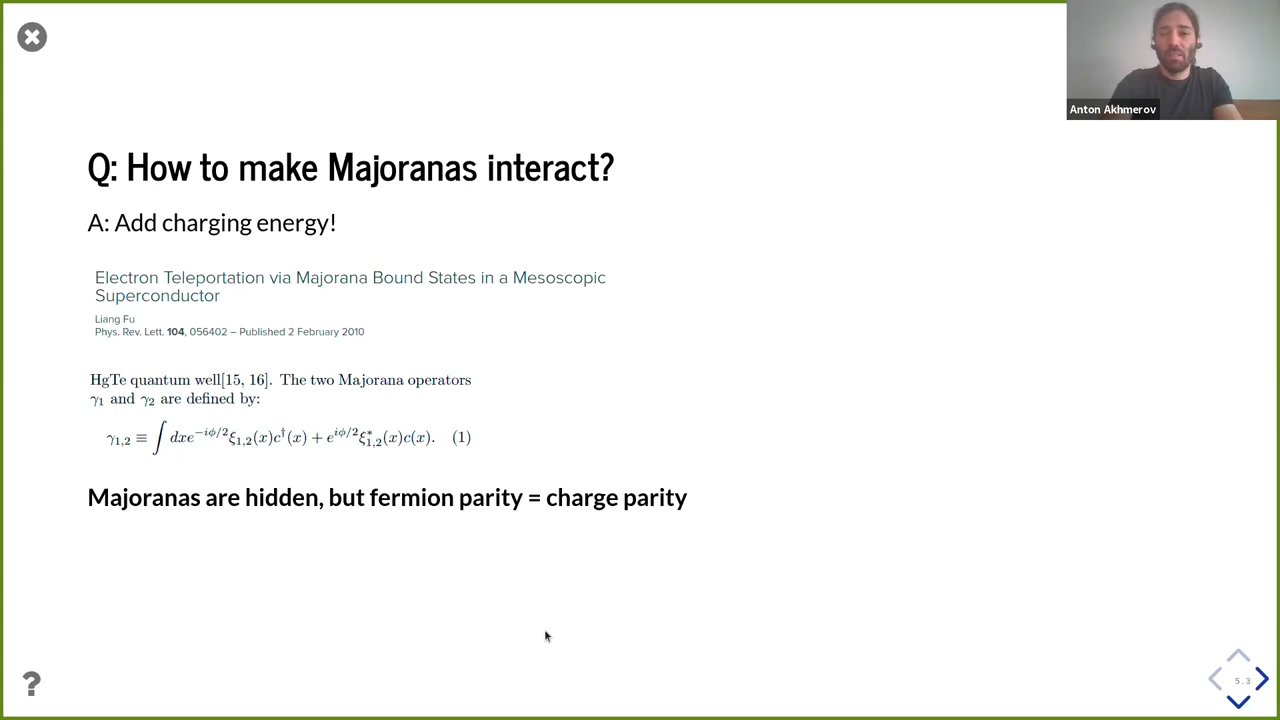 Anton Akhmerov
Q: How to make Majoranas interact?
A: Add charging energy!
Electron Teleportation via Majorana Bound States in a Mesoscopic
Superconductor
Liang Fu
Phys. Rev. Lett. 104, 056402 – Published 2 February 2010
HgTe quantum well[15, 16]. The two Majorana operators
γ₁ and γ₂ are defined by:
γ₁,₂ ≡ ∫ dxe^{−iϕ/2}ξ₁,₂(x)c†(x) + e^{iϕ/2}ξ*₁,₂(x)c(x). (1)
Majoranas are hidden, but fermion parity = charge parity
?
5.3